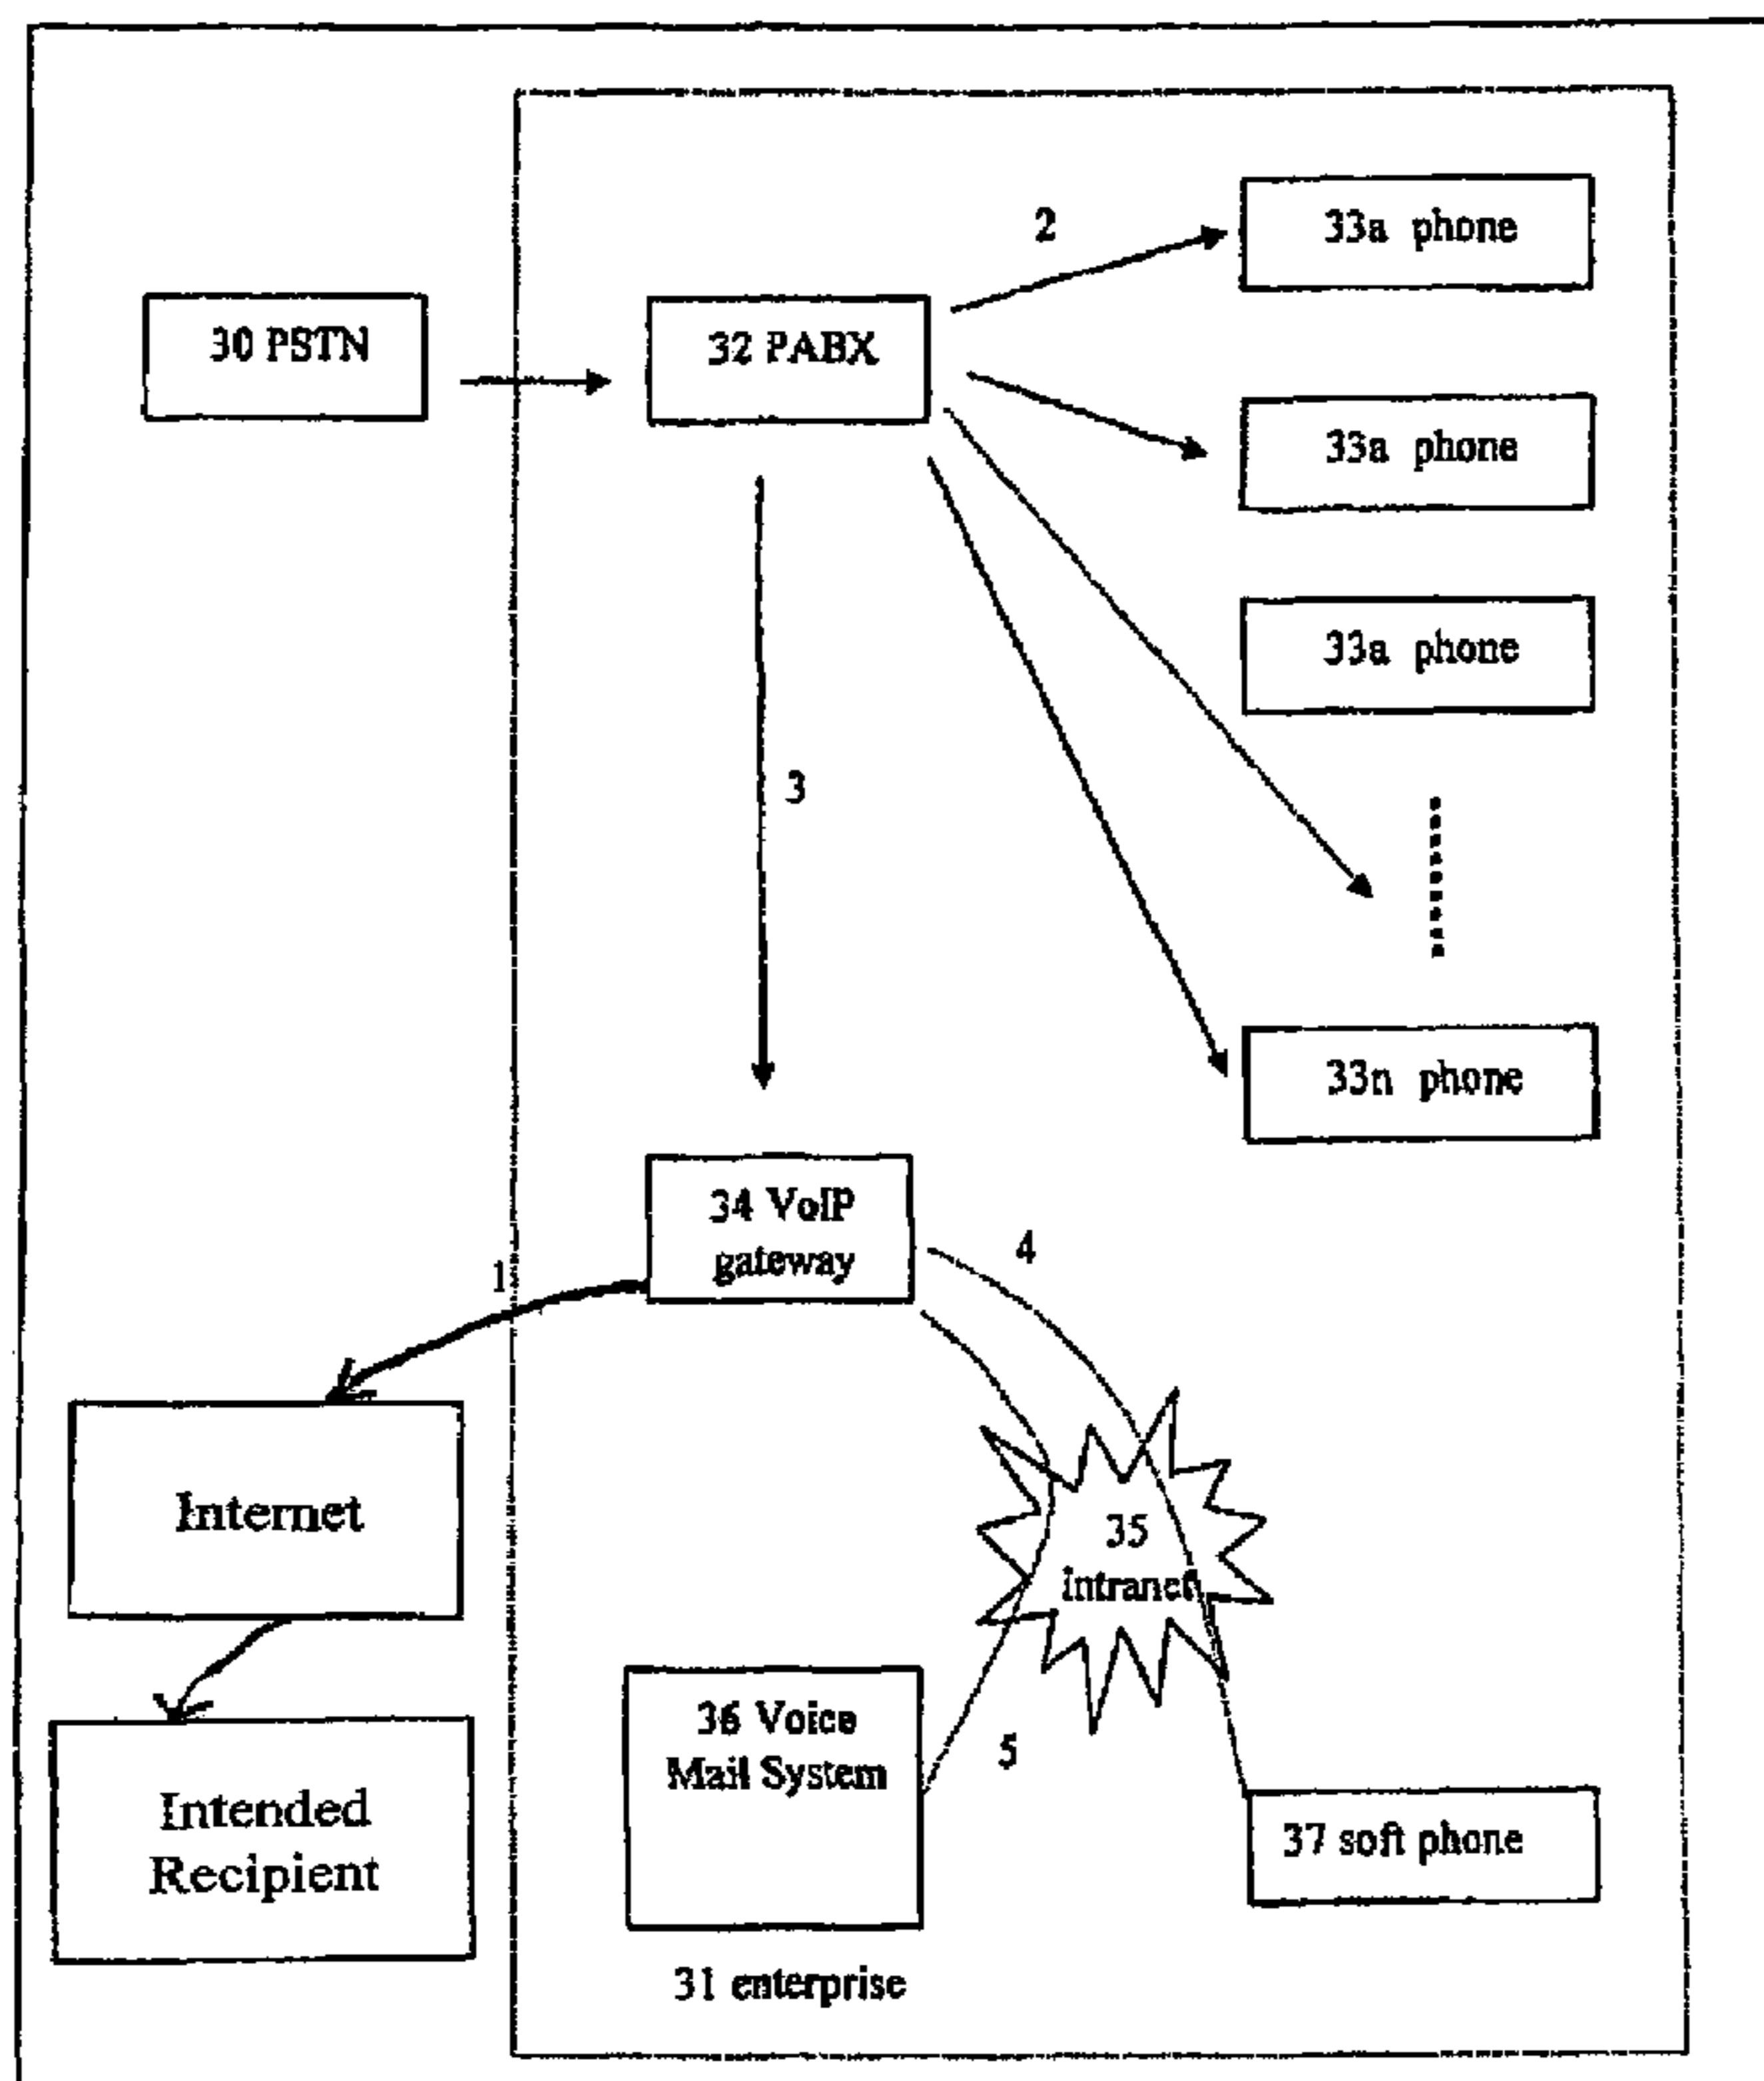 2
33a phone
30 PSTN
32 PABX
33a phone
33a phone
3
33n phone
34 VoIP
gateway
4
1
Internet
35
Intranet
36 Voice
Mail System
5
Intended
Recipient
37 soft phone
31 enterprise